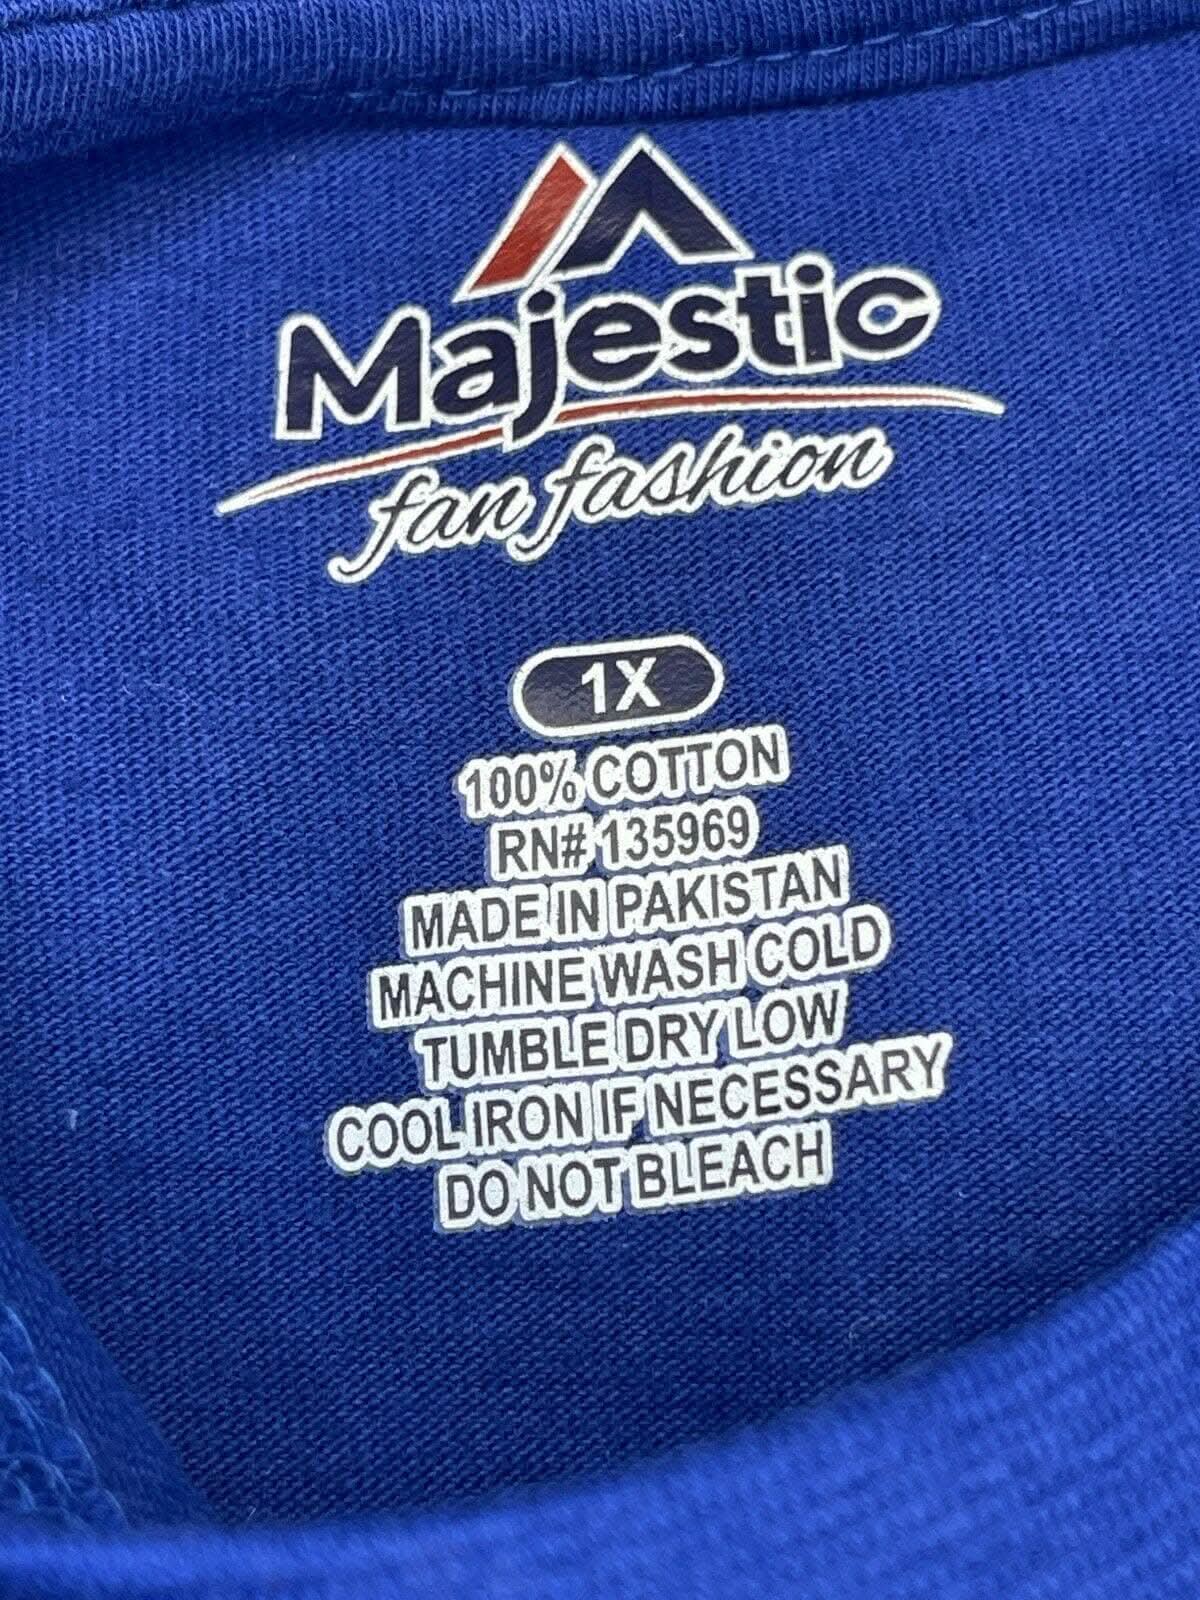 Majestic
fan fashion
1X
100% COTTON
RN# 135969
MADE IN PAKISTAN
MACHINE WASH COLD
TUMBLE DRY LOW
COOL IRON IF NECESSARY
DO NOT BLEACH